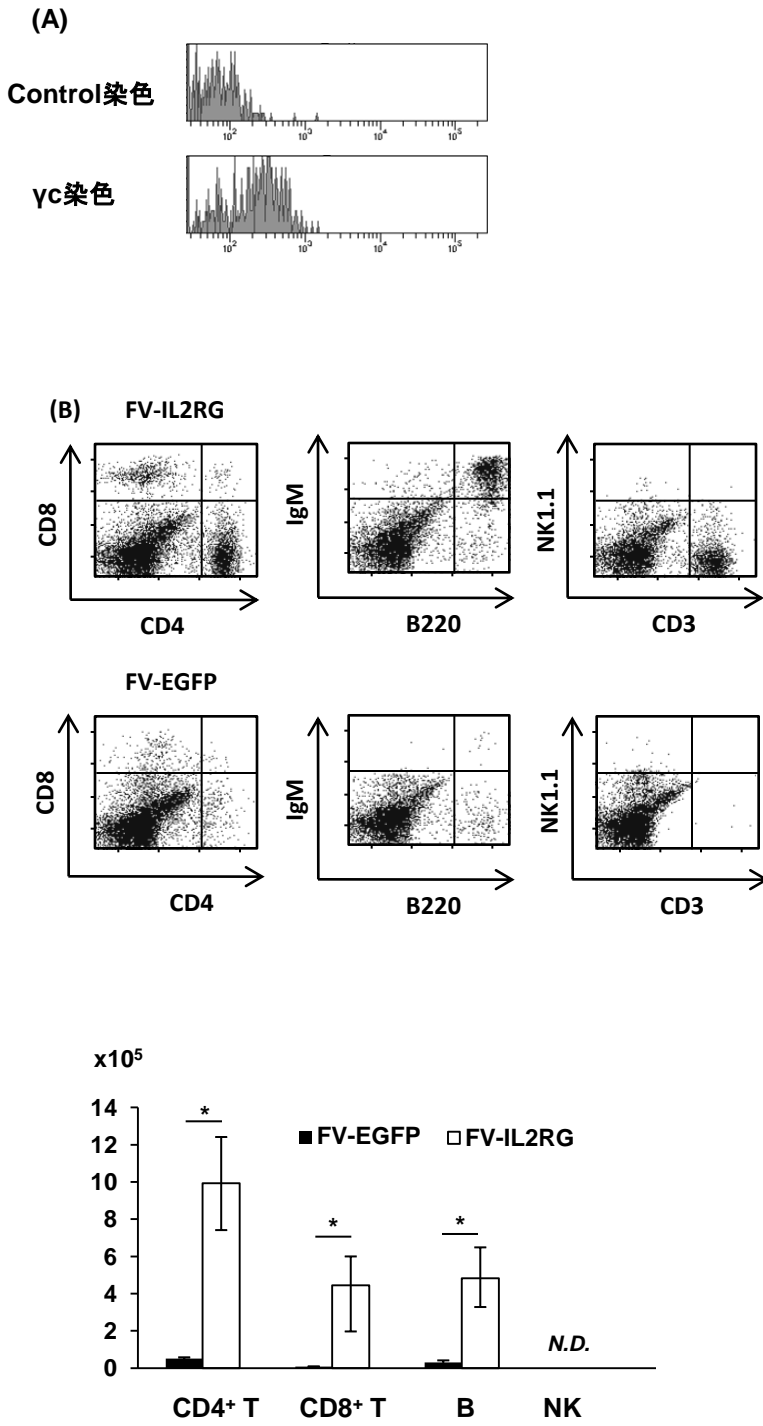 (A)
Control染色
10² 10³ 10⁴ 10⁵
γc染色
10² 10³ 10⁴ 10⁵
(B) FV-IL2RG
CD8
CD4
IgM
B220
NK1.1
CD3
FV-EGFP
CD8
CD4
IgM
B220
NK1.1
CD3
x10⁵
14
12
10
8
6
4
2
0
*
*
*
FV-EGFP FV-IL2RG
N.D.
CD4⁺ T CD8⁺ T B NK